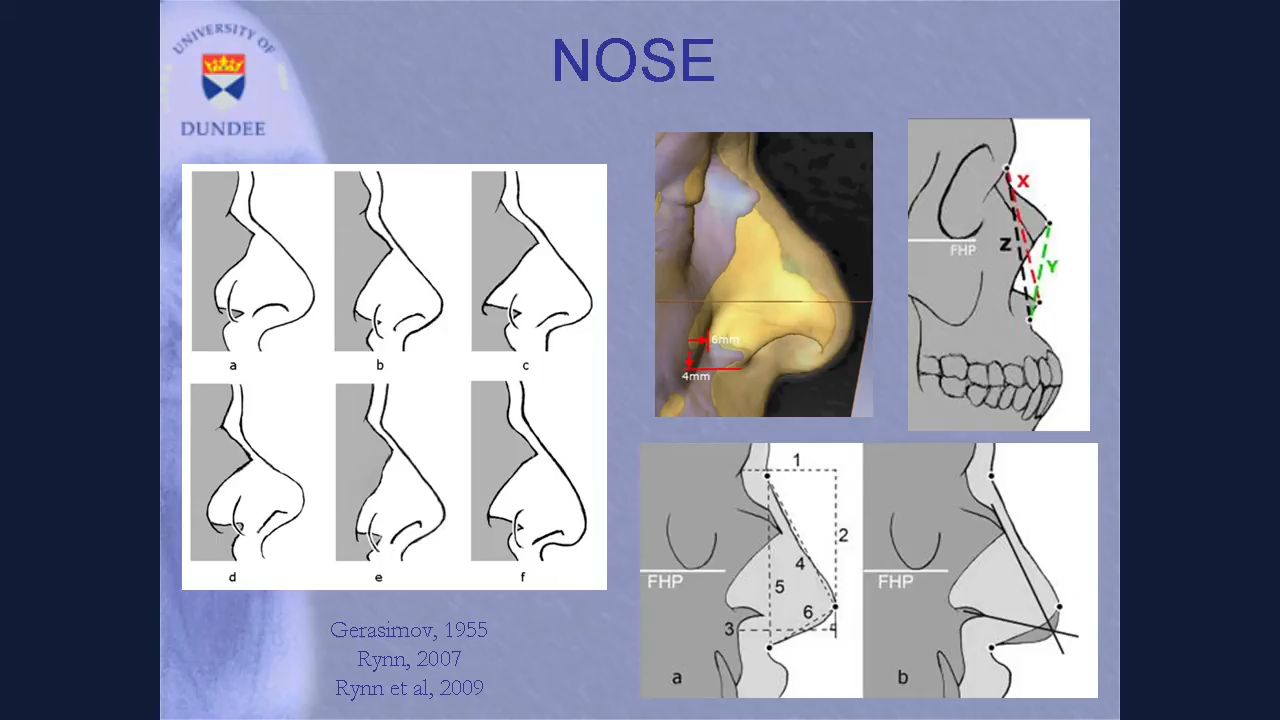 UNIVERSITY OF
DUNDEE
NOSE
a
b
c
d
e
f
6mm
4mm
X
FHP
Z
Y
1
2
4
FHP
5
6
3
a
FHP
b
Gerasimov, 1955
Rynn, 2007
Rynn et al, 2009